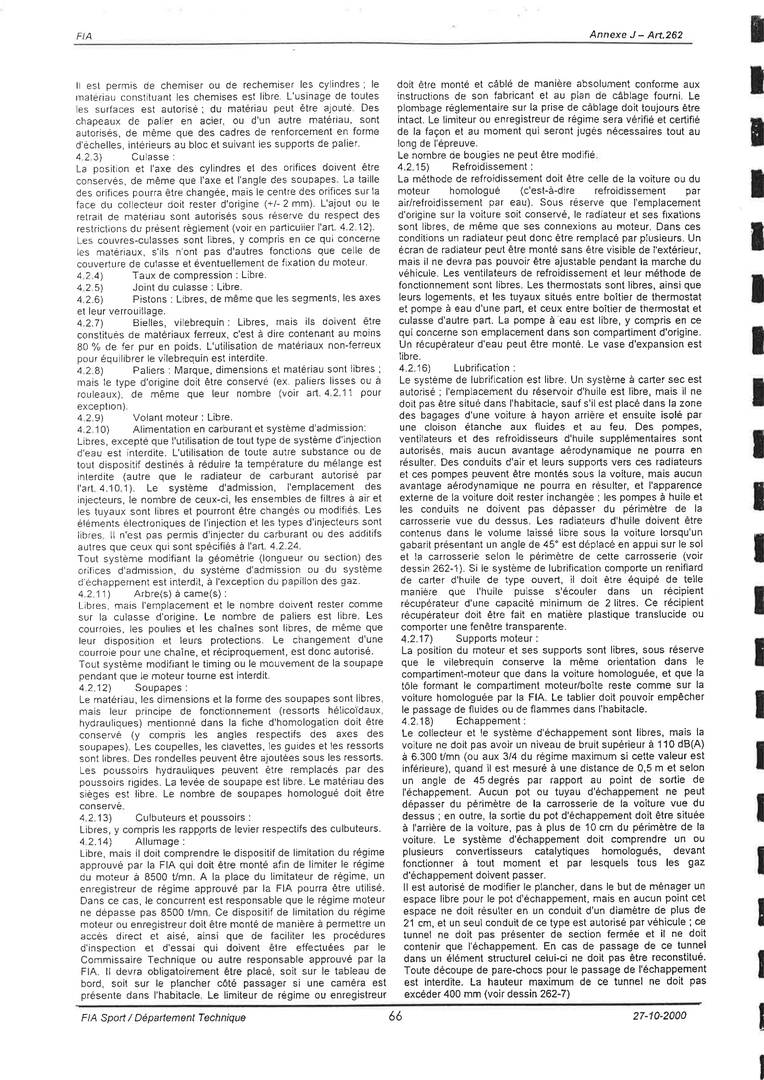 FIA
Annexe J – Art.262
Il est permis de chemiser ou de rechemiser les cylindres ; le
matériau constituant les chemises est libre. L'usinage de toutes
les surfaces est autorisé ; du matériau peut être ajouté. Des
chapeaux de palier en acier, ou d'un autre matériau, sont
autorisés, de même que des cadres de renforcement en forme
d'échelles, intérieurs au bloc et suivant les supports de palier.
4.2.3) Culasse :
La position et l'axe des cylindres et des orifices doivent être
conservés, de même que l'axe et l'angle des soupapes. La taille
des orifices pourra être changée, mais le centre des orifices sur la
face du collecteur doit rester d'origine (+/- 2 mm). L'ajout ou le
retrait de matériau sont autorisés sous réserve du respect des
restrictions du présent règlement (voir en particulier l'art. 4.2.12).
Les couvres-culasses sont libres, y compris en ce qui concerne
les matériaux, s'ils n'ont pas d'autres fonctions que celle de
couverture de culasse et éventuellement de fixation du moteur.
4.2.4) Taux de compression : Libre.
4.2.5) Joint du culasse : Libre.
4.2.6) Pistons : Libres, de même que les segments, les axes
et leur verrouillage.
4.2.7) Bielles, vilebrequin : Libres, mais ils doivent être
constitués de matériaux ferreux, c'est à dire contenant au moins
80 % de fer pur en poids. L'utilisation de matériaux non-ferreux
pour équilibrer le vilebrequin est interdite.
4.2.8) Paliers : Marque, dimensions et matériau sont libres ;
mais le type d'origine doit être conservé (ex. paliers lisses ou à
rouleaux), de même que leur nombre (voir art. 4.2.11 pour
exception).
4.2.9) Volant moteur : Libre.
4.2.10) Alimentation en carburant et système d'admission:
Libres, excepté que l'utilisation de tout type de système d'injection
d'eau est interdite. L'utilisation de toute autre substance ou de
tout dispositif destinés à réduire la température du mélange est
interdite (autre que le radiateur de carburant autorisé par
l'art. 4.10.1). Le système d'admission, l'emplacement des
injecteurs, le nombre de ceux-ci, les ensembles de filtres à air et
les tuyaux sont libres et pourront être changés ou modifiés. Les
éléments électroniques de l'injection et les types d'injecteurs sont
libres. Il n'est pas permis d'injecter du carburant ou des additifs
autres que ceux qui sont spécifiés à l'art. 4.2.24.
Tout système modifiant la géométrie (longueur ou section) des
orifices d'admission, du système d'admission ou du système
d'échappement est interdit, à l'exception du papillon des gaz.
4.2.11) Arbre(s) à came(s) :
Libres, mais l'emplacement et le nombre doivent rester comme
sur la culasse d'origine. Le nombre de paliers est libre. Les
courroies, les poulies et les chaînes sont libres, de même que
leur disposition et leurs protections. Le changement d'une
courroie pour une chaîne, et réciproquement, est donc autorisé.
Tout système modifiant le timing ou le mouvement de la soupape
pendant que le moteur tourne est interdit.
4.2.12) Soupapes :
Le matériau, les dimensions et la forme des soupapes sont libres,
mais leur principe de fonctionnement (ressorts hélicoïdaux,
hydrauliques) mentionné dans la fiche d'homologation doit être
conservé (y compris les angles respectifs des axes des
soupapes). Les coupelles, les clavettes, les guides et les ressorts
sont libres. Des rondelles peuvent être ajoutées sous les ressorts.
Les poussoirs hydrauliques peuvent être remplacés par des
poussoirs rigides. La levée de soupape est libre. Le matériau des
sièges est libre. Le nombre de soupapes homologué doit être
conservé.
4.2.13) Culbuteurs et poussoirs :
Libres, y compris les rapports de levier respectifs des culbuteurs.
4.2.14) Allumage :
Libre, mais il doit comprendre le dispositif de limitation du régime
approuvé par la FIA qui doit être monté afin de limiter le régime
du moteur à 8500 t/mn. A la place du limitateur de régime, un
enregistreur de régime approuvé par la FIA pourra être utilisé.
Dans ce cas, le concurrent est responsable que le régime moteur
ne dépasse pas 8500 t/mn. Ce dispositif de limitation du régime
moteur ou enregistreur doit être monté de manière à permettre un
accès direct et aisé, ainsi que de faciliter les procédures
d'inspection et d'essai qui doivent être effectuées par le
Commissaire Technique ou autre responsable approuvé par la
FIA. Il devra obligatoirement être placé, soit sur le tableau de
bord, soit sur le plancher côté passager si une caméra est
présente dans l'habitacle. Le limiteur de régime ou enregistreur
doit être monté et câblé de manière absolument conforme aux
instructions de son fabricant et au plan de câblage fourni. Le
plombage réglementaire sur la prise de câblage doit toujours être
intact. Le limiteur ou enregistreur de régime sera vérifié et certifié
de la façon et au moment qui seront jugés nécessaires tout au
long de l'épreuve.
Le nombre de bougies ne peut être modifié.
4.2.15) Refroidissement :
La méthode de refroidissement doit être celle de la voiture ou du
moteur homologué (c'est-à-dire refroidissement par
air/refroidissement par eau). Sous réserve que l'emplacement
d'origine sur la voiture soit conservé, le radiateur et ses fixations
sont libres, de même que ses connexions au moteur. Dans ces
conditions un radiateur peut donc être remplacé par plusieurs. Un
écran de radiateur peut être monté sans être visible de l'extérieur,
mais il ne devra pas pouvoir être ajustable pendant la marche du
véhicule. Les ventilateurs de refroidissement et leur méthode de
fonctionnement sont libres. Les thermostats sont libres, ainsi que
leurs logements, et les tuyaux situés entre boîtier de thermostat
et pompe à eau d'une part, et ceux entre boîtier de thermostat et
culasse d'autre part. La pompe à eau est libre, y compris en ce
qui concerne son emplacement dans son compartiment d'origine.
Un récupérateur d'eau peut être monté. Le vase d'expansion est
libre.
4.2.16) Lubrification :
Le système de lubrification est libre. Un système à carter sec est
autorisé ; l'emplacement du réservoir d'huile est libre, mais il ne
doit pas être situé dans l'habitacle, sauf s'il est placé dans la zone
des bagages d'une voiture à hayon arrière et ensuite isolé par
une cloison étanche aux fluides et au feu. Des pompes,
ventilateurs et des refroidisseurs d'huile supplémentaires sont
autorisés, mais aucun avantage aérodynamique ne pourra en
résulter. Des conduits d'air et leurs supports vers ces radiateurs
et ces pompes peuvent être montés sous la voiture, mais aucun
avantage aérodynamique ne pourra en résulter, et l'apparence
externe de la voiture doit rester inchangée ; les pompes à huile et
les conduits ne doivent pas dépasser du périmètre de la
carrosserie vue du dessus. Les radiateurs d'huile doivent être
contenus dans le volume laissé libre sous la voiture lorsqu'un
gabarit présentant un angle de 45° est déplacé en appui sur le sol
et la carrosserie selon le périmètre de cette carrosserie (voir
dessin 262-1). Si le système de lubrification comporte un reniflard
de carter d'huile de type ouvert, il doit être équipé de telle
manière que l'huile puisse s'écouler dans un récipient
récupérateur d'une capacité minimum de 2 litres. Ce récipient
récupérateur doit être fait en matière plastique translucide ou
comporter une fenêtre transparente.
4.2.17) Supports moteur :
La position du moteur et ses supports sont libres, sous réserve
que le vilebrequin conserve la même orientation dans le
compartiment-moteur que dans la voiture homologuée, et que la
tôle formant le compartiment moteur/boîte reste comme sur la
voiture homologuée par la FIA. Le tablier doit pouvoir empêcher
le passage de fluides ou de flammes dans l'habitacle.
4.2.18) Echappement :
Le collecteur et le système d'échappement sont libres, mais la
voiture ne doit pas avoir un niveau de bruit supérieur à 110 dB(A)
à 6.300 t/mn (ou aux 3/4 du régime maximum si cette valeur est
inférieure), quand il est mesuré à une distance de 0,5 m et selon
un angle de 45 degrés par rapport au point de sortie de
l'échappement. Aucun pot ou tuyau d'échappement ne peut
dépasser du périmètre de la carrosserie de la voiture vue du
dessus ; en outre, la sortie du pot d'échappement doit être située
à l'arrière de la voiture, pas à plus de 10 cm du périmètre de la
voiture. Le système d'échappement doit comprendre un ou
plusieurs convertisseurs catalytiques homologués, devant
fonctionner à tout moment et par lesquels tous les gaz
d'échappement doivent passer.
Il est autorisé de modifier le plancher, dans le but de ménager un
espace libre pour le pot d'échappement, mais en aucun point cet
espace ne doit résulter en un conduit d'un diamètre de plus de
21 cm, et un seul conduit de ce type est autorisé par véhicule ; ce
tunnel ne doit pas présenter de section fermée et il ne doit
contenir que l'échappement. En cas de passage de ce tunnel
dans un élément structurel celui-ci ne doit pas être reconstitué.
Toute découpe de pare-chocs pour le passage de l'échappement
est interdite. La hauteur maximum de ce tunnel ne doit pas
excéder 400 mm (voir dessin 262-7)
FIA Sport / Département Technique
66
27-10-2000